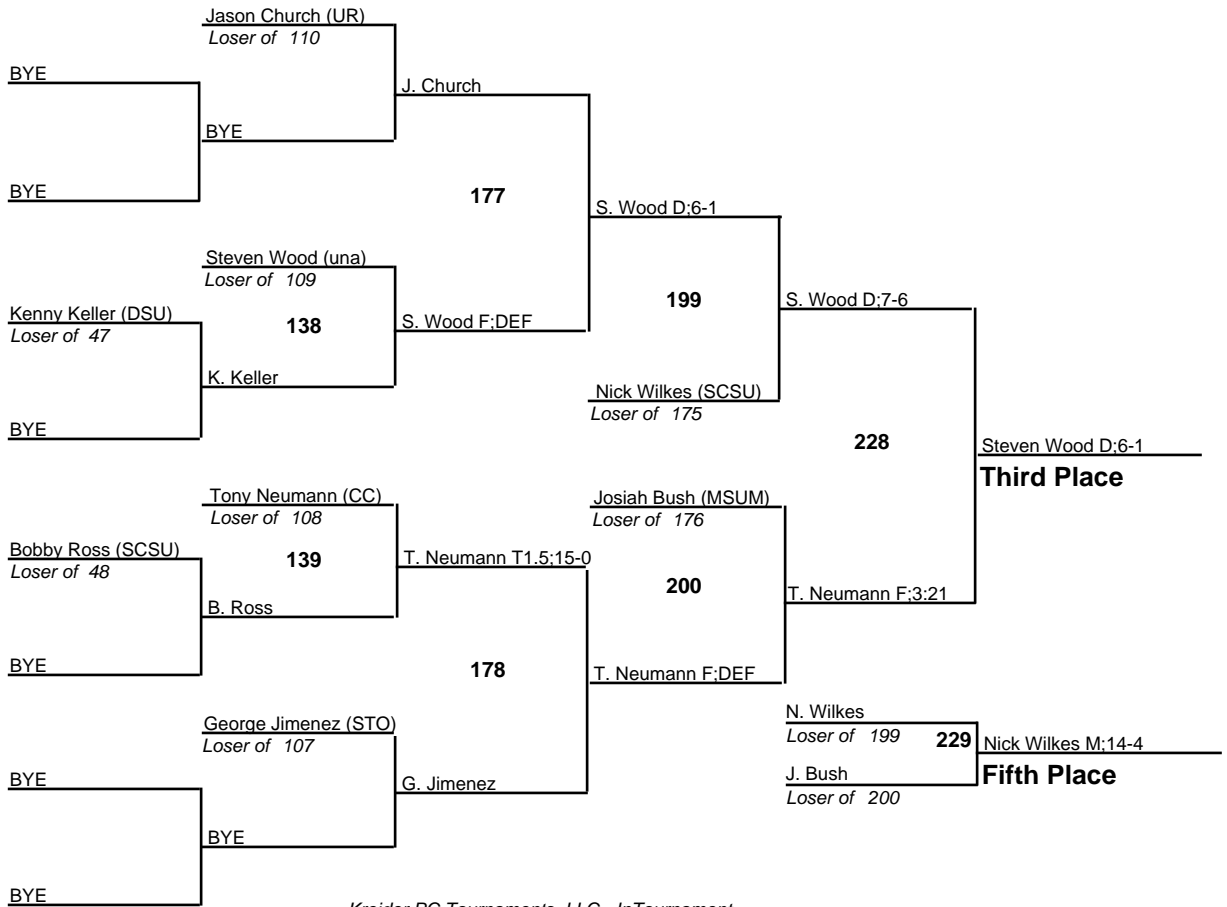 Jason Church (UR)
Loser of 110
BYE
J. Church
BYE
BYE
177
S. Wood D;6-1
Steven Wood (una)
Loser of 109
199
S. Wood D;7-6
Kenny Keller (DSU)
Loser of 47
138
S. Wood F;DEF
K. Keller
Nick Wilkes (SCSU)
Loser of 175
BYE
228
Steven Wood D;6-1
Third Place
Tony Neumann (CC)
Loser of 108
Josiah Bush (MSUM)
Loser of 176
Bobby Ross (SCSU)
Loser of 48
139
T. Neumann T1.5;15-0
200
T. Neumann F;3:21
B. Ross
BYE
178
T. Neumann F;DEF
George Jimenez (STO)
Loser of 107
N. Wilkes
Loser of 199
229
Nick Wilkes M;14-4
Fifth Place
BYE
G. Jimenez
J. Bush
Loser of 200
BYE
BYE